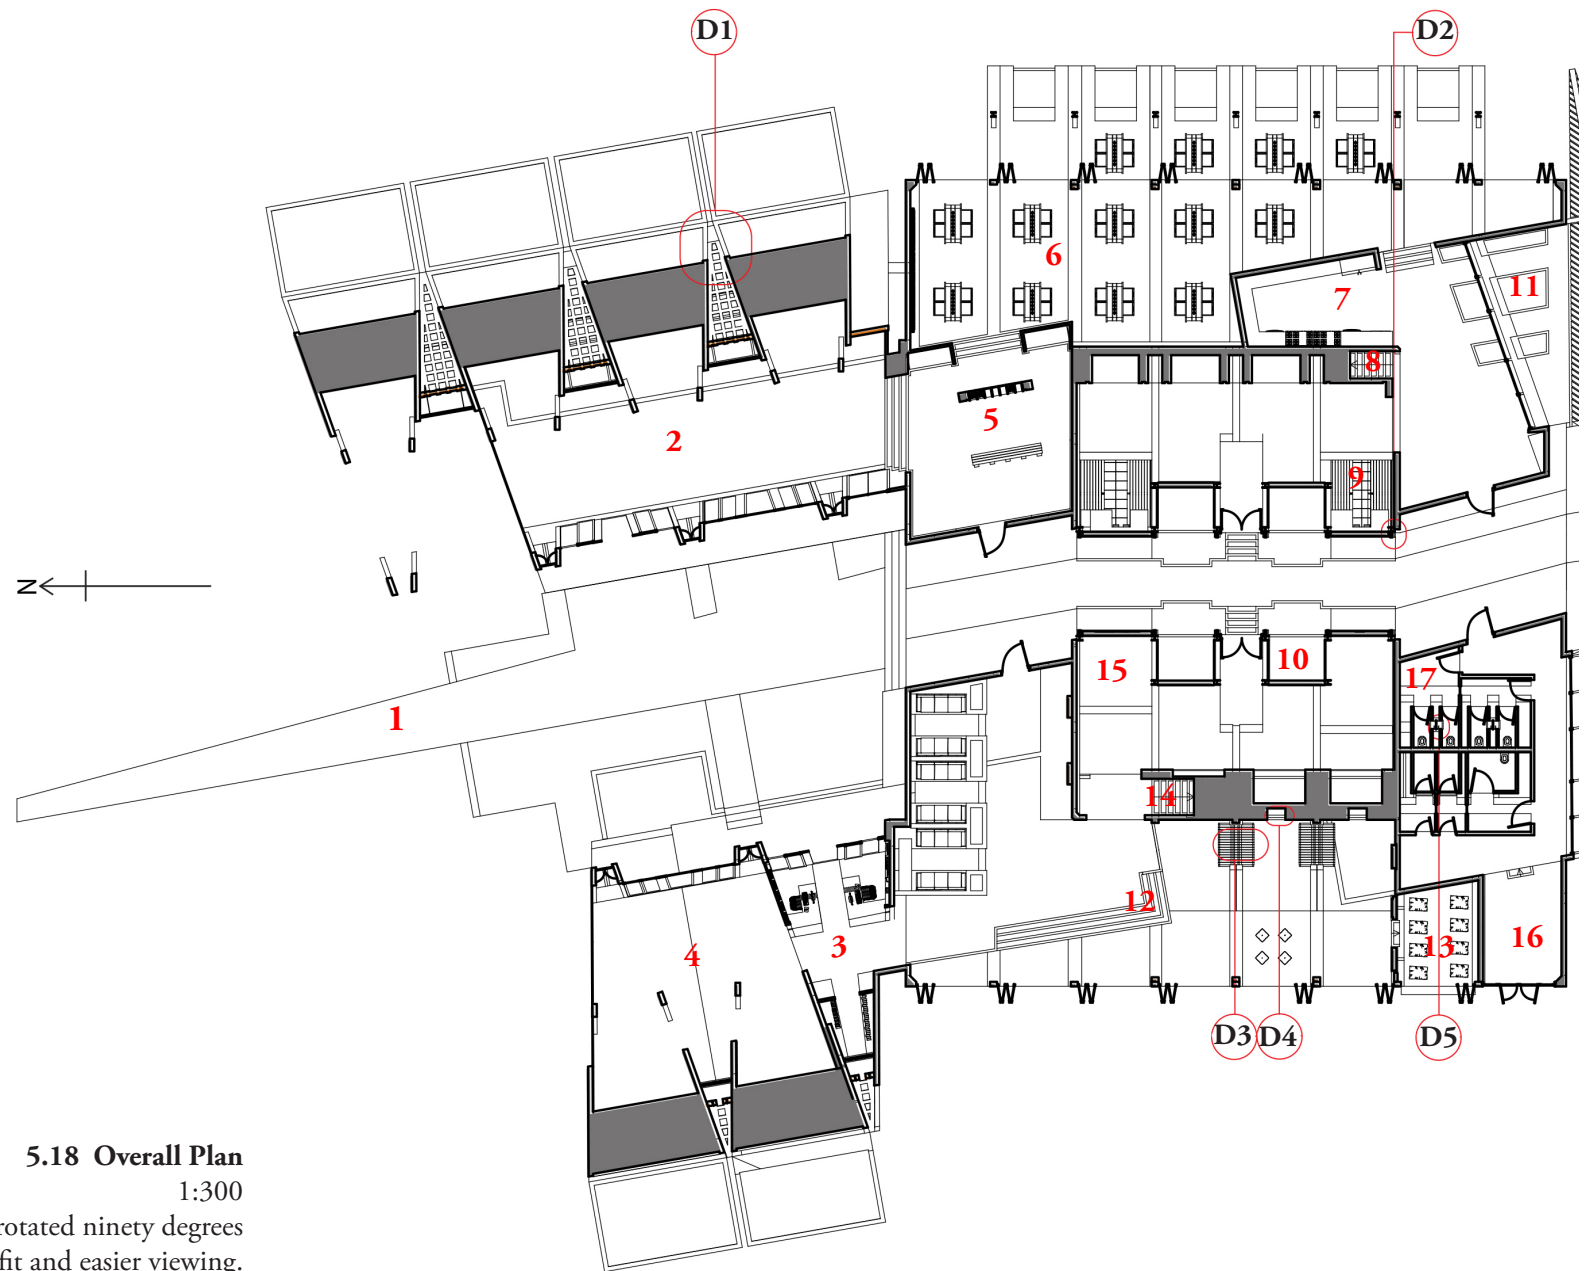 D1
D2
6
7
11
8
5
2
9
N
15
10
17
1
14
12
3
4
13
16
D3
D4
D5
5.18 Overall Plan
1:300
rotated ninety degrees
fit and easier viewing.